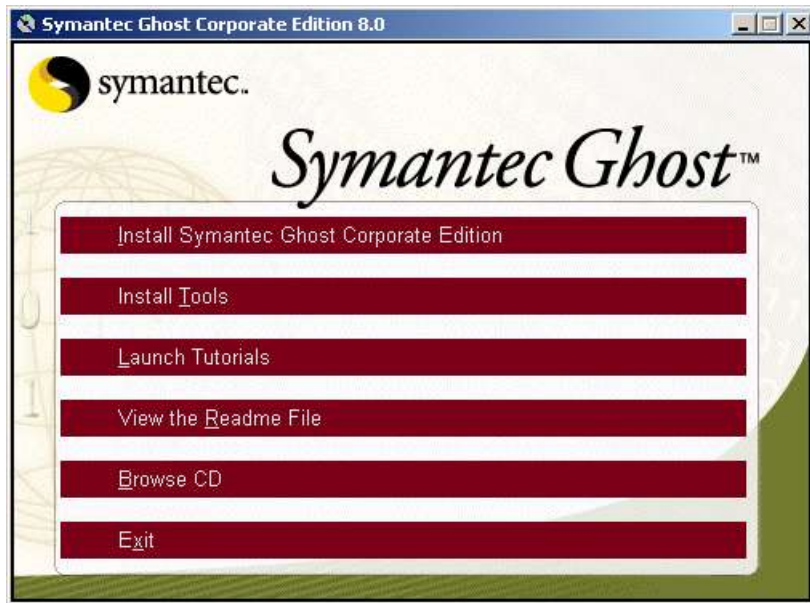 Symantec Ghost Corporate Edition 8.0
symantec.
Symantec Ghost™
Install Symantec Ghost Corporate Edition
Install Tools
Launch Tutorials
View the Readme File
Browse CD
Exit